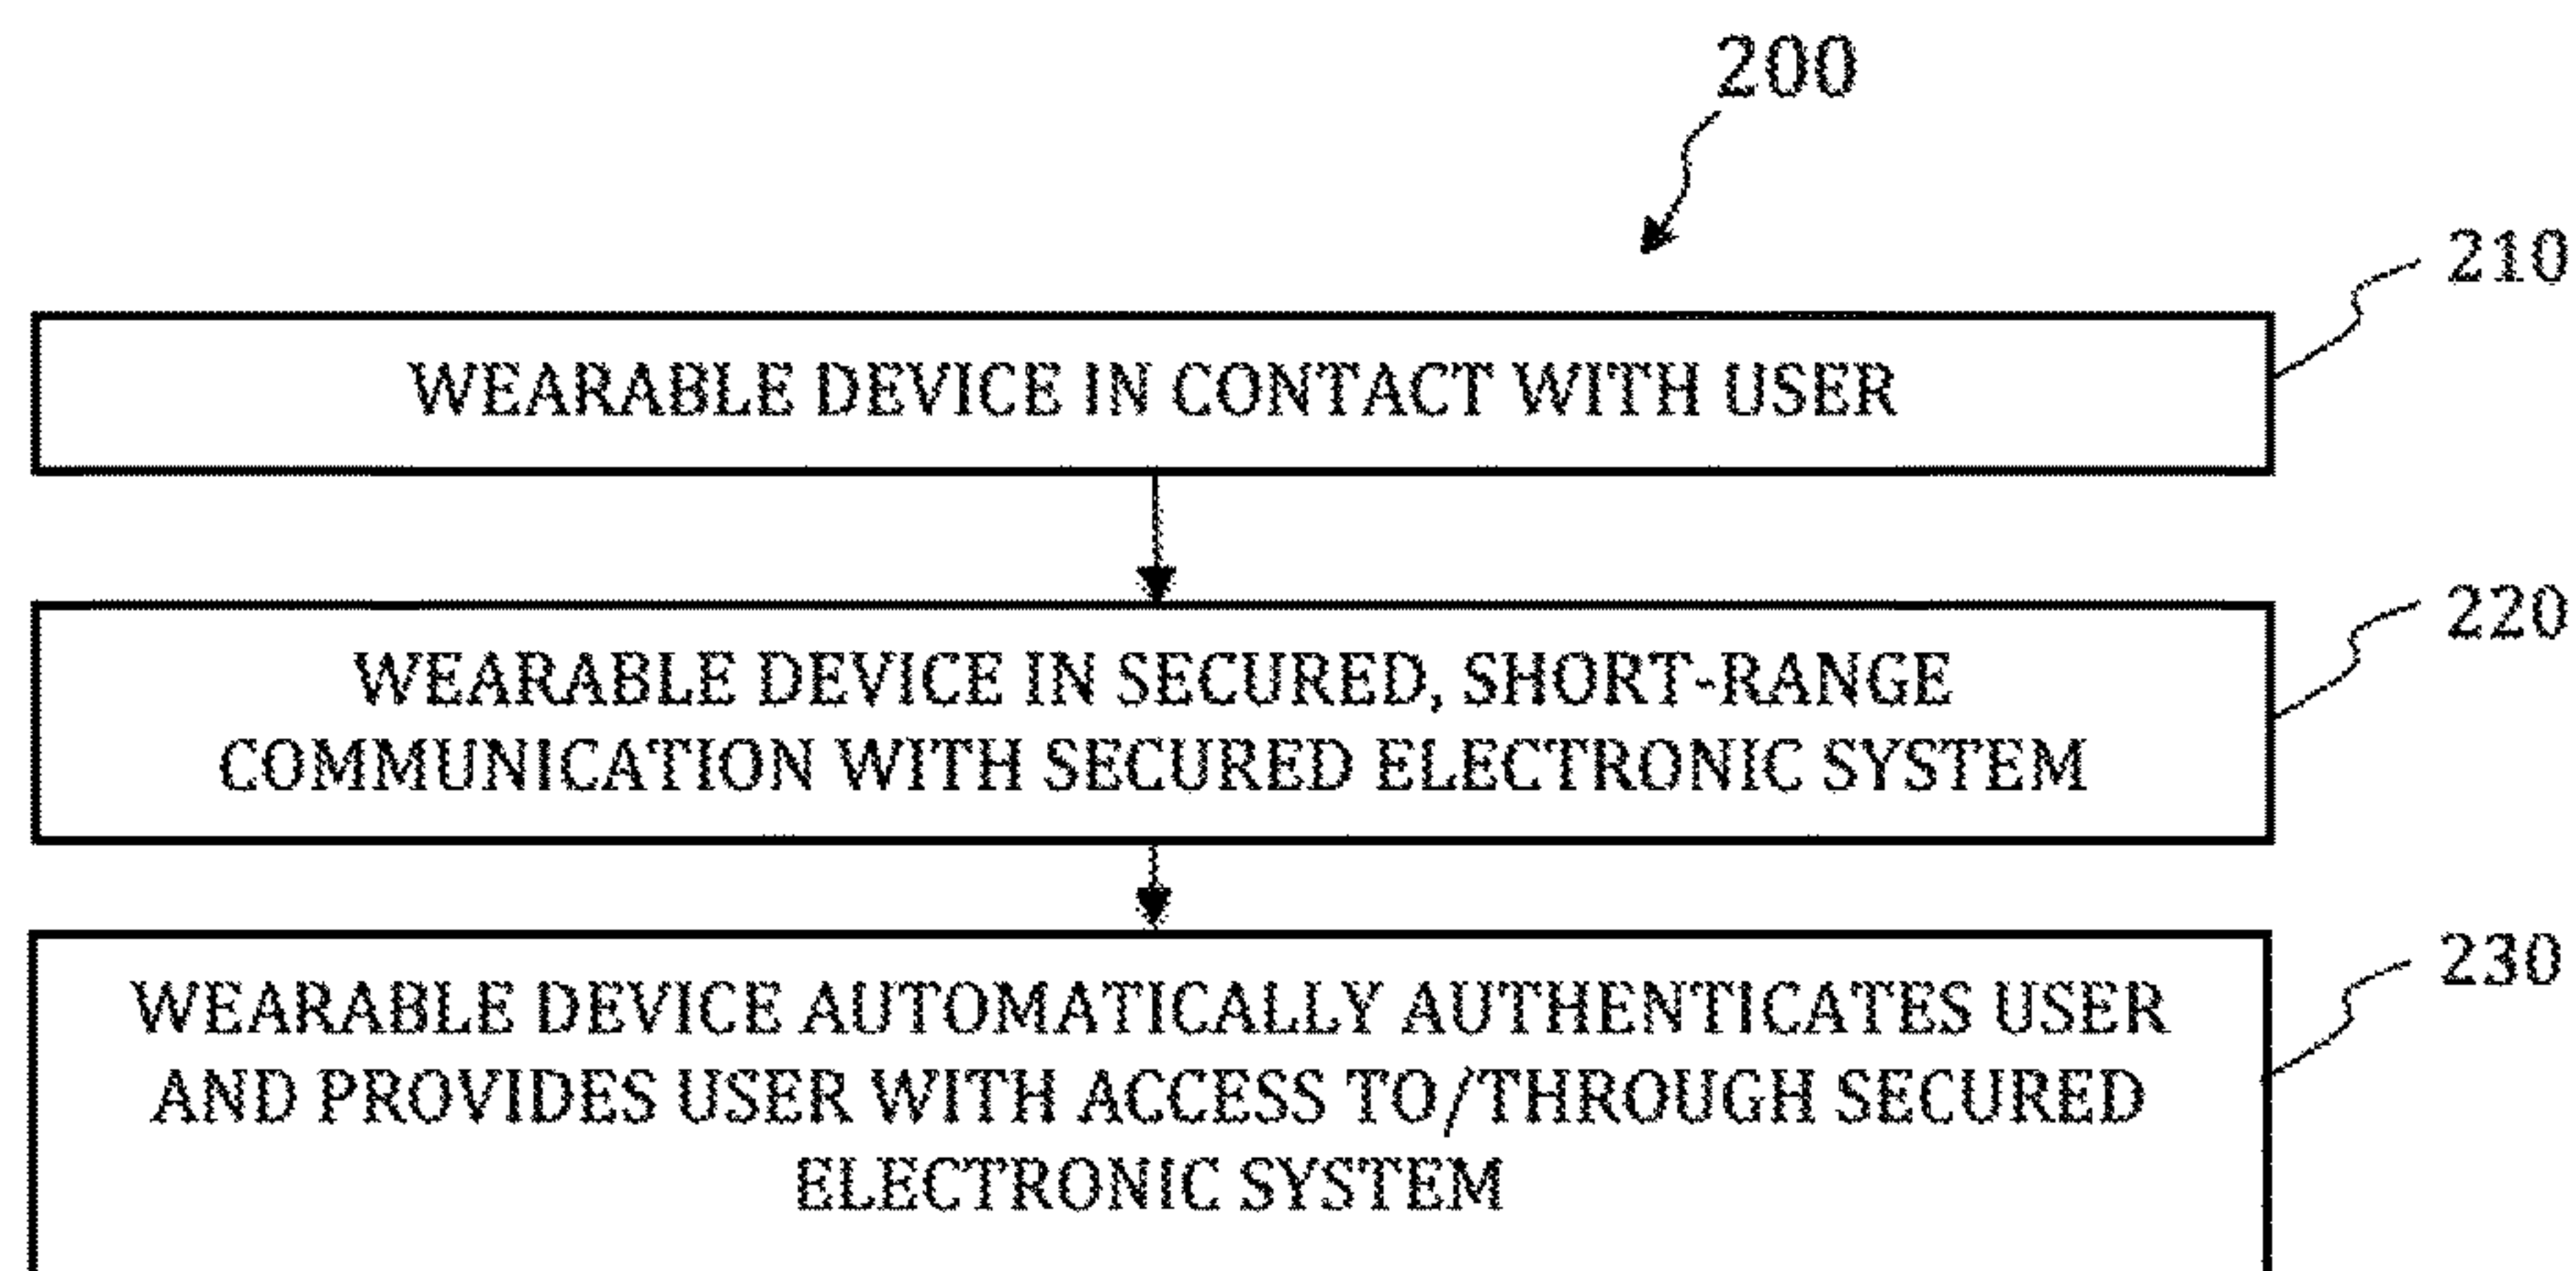 200
210
WEARABLE DEVICE IN CONTACT WITH USER
220
WEARABLE DEVICE IN SECURED, SHORT-RANGE
COMMUNICATION WITH SECURED ELECTRONIC SYSTEM
230
WEARABLE DEVICE AUTOMATICALLY AUTHENTICATES USER
AND PROVIDES USER WITH ACCESS TO/THROUGH SECURED
ELECTRONIC SYSTEM